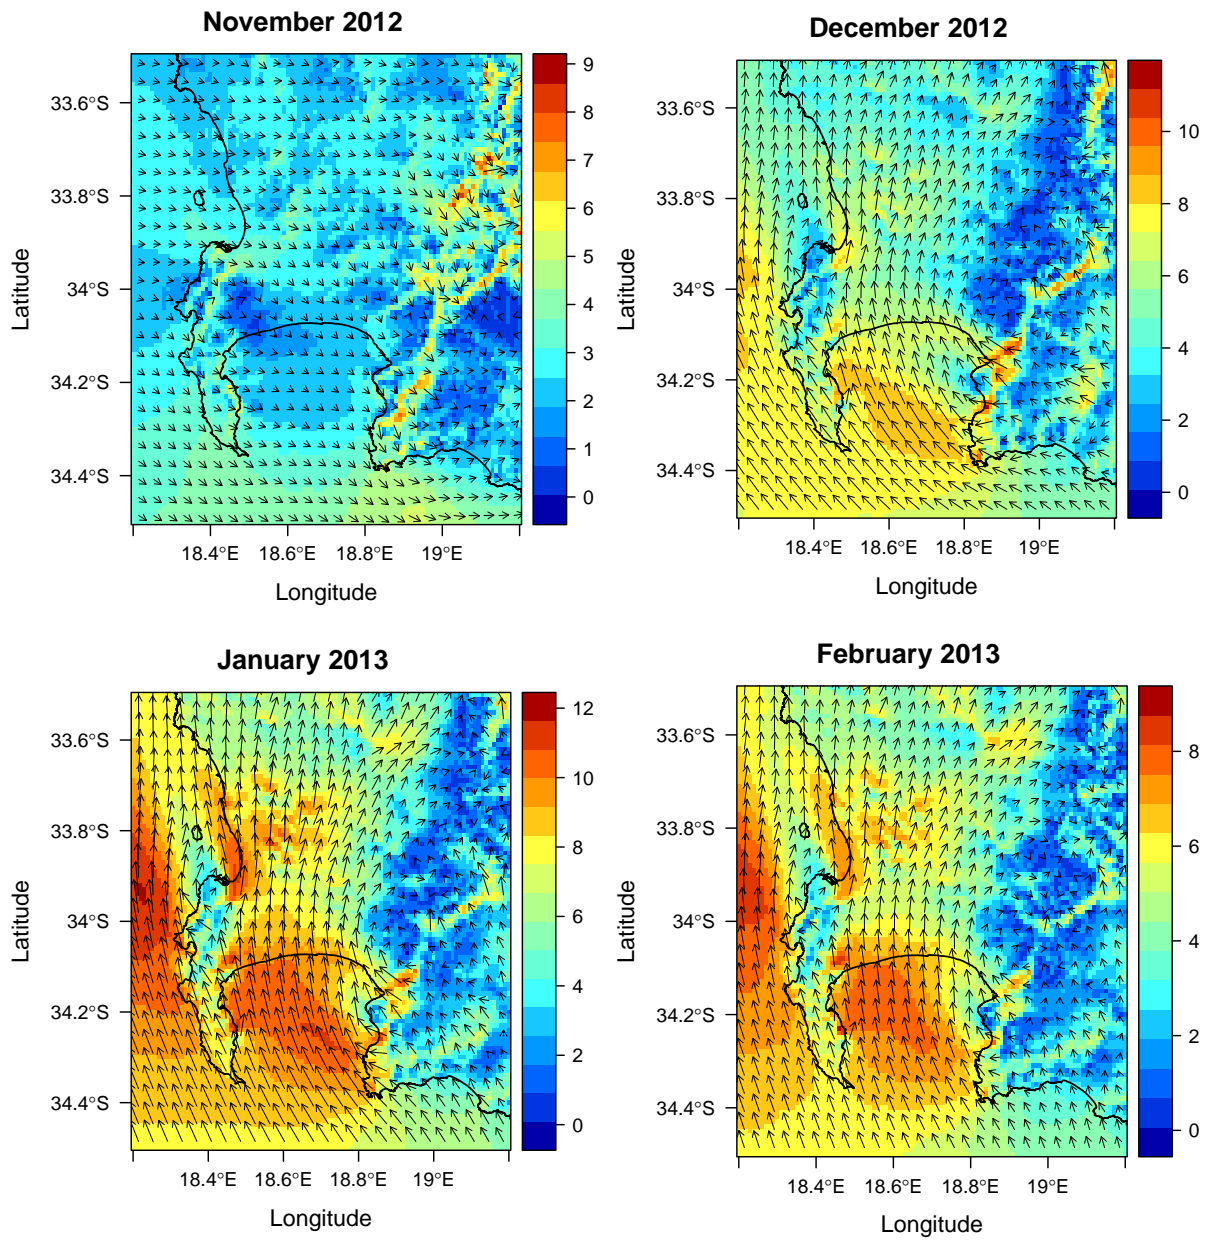 November 2012
33.6°S
33.8°S
34°S
34.2°S
34.4°S
Latitude
18.4°E 18.6°E 18.8°E 19°E
Longitude
9
8
7
6
5
4
3
2
1
0
December 2012
33.6°S
33.8°S
34°S
34.2°S
34.4°S
Latitude
18.4°E 18.6°E 18.8°E 19°E
Longitude
10
8
6
4
2
0
January 2013
33.6°S
33.8°S
34°S
34.2°S
34.4°S
Latitude
18.4°E 18.6°E 18.8°E 19°E
Longitude
12
10
8
6
4
2
0
February 2013
33.6°S
33.8°S
34°S
34.2°S
34.4°S
Latitude
18.4°E 18.6°E 18.8°E 19°E
Longitude
8
6
4
2
0